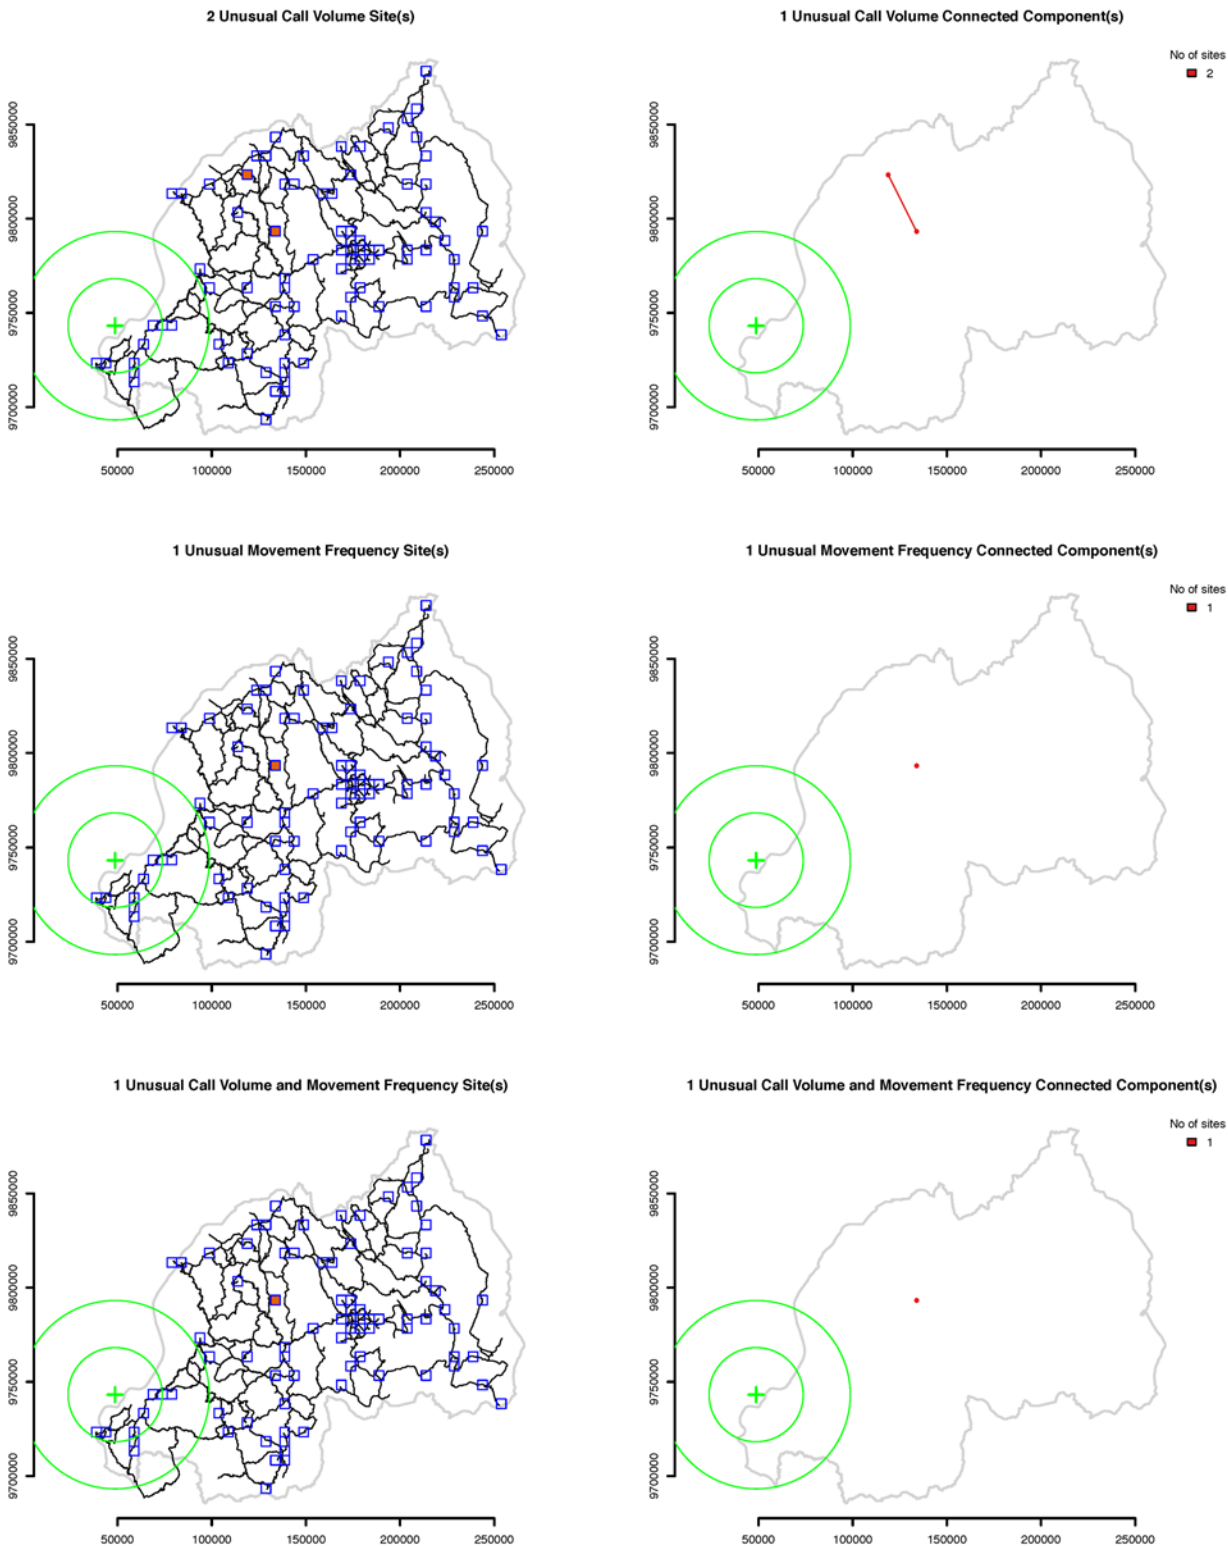 2 Unusual Call Volume Site(s)
9850000
9800000
9750000
9700000
50000 100000 150000 200000 250000
1 Unusual Call Volume Connected Component(s)
No of sites
2
9850000
9800000
9750000
9700000
50000 100000 150000 200000 250000
1 Unusual Movement Frequency Site(s)
9850000
9800000
9750000
9700000
50000 100000 150000 200000 250000
1 Unusual Movement Frequency Connected Component(s)
No of sites
1
9850000
9800000
9750000
9700000
50000 100000 150000 200000 250000
1 Unusual Call Volume and Movement Frequency Site(s)
9850000
9800000
9750000
9700000
50000 100000 150000 200000 250000
1 Unusual Call Volume and Movement Frequency Connected Component(s)
No of sites
1
9850000
9800000
9750000
9700000
50000 100000 150000 200000 250000